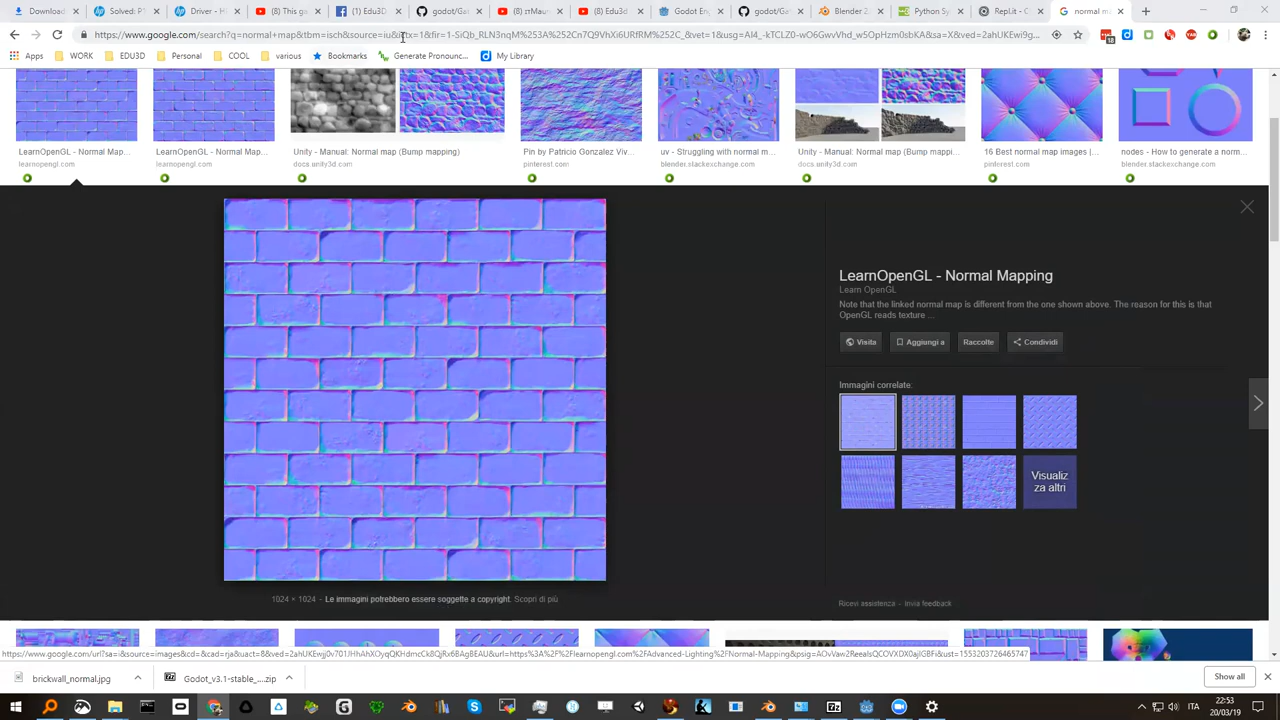 Download
Solved: P
Driver - H
This ga
(1) Edu3D
godot/Ga
(8) Edu3D
Godot En
godot/Gi
Blender 2
Python Sy
Repl.it - C
normal m
Apps
WORK
EDU3D
Personal
COOL
various
Bookmarks
Generate Pronounc...
My Library
LearnOpenGL - Normal Map...
learnopengl.com
LearnOpenGL - Normal Map...
learnopengl.com
Unity - Manual: Normal map (Bump mapping)
docs.unity3d.com
Pin by Patricio Gonzalez Viv...
pinterest.com
uv - Struggling with normal m...
blender.stackexchange.com
Unity - Manual: Normal map (Bump mappi...
docs.unity3d.com
16 Best normal map images (...
pinterest.com
nodes - How to generate a norm...
blender.stackexchange.com
LearnOpenGL - Normal Mapping
Learn OpenGL
Note that the linked normal map is different from the one shown above. The reason for this is that
OpenGL reads texture ...
Visita
Aggiungi a
Raccolte
Condividi
Immagini correlate:
Visualiz
za altri
1024 × 1024 - Le immagini potrebbero essere soggette a copyright. Scopri di più
Ricevi assistenza - Invia feedback
brickwall_normal.jpg
Godot_v3.1-stable_....zip
Show all
ITA
22:53
20/03/19